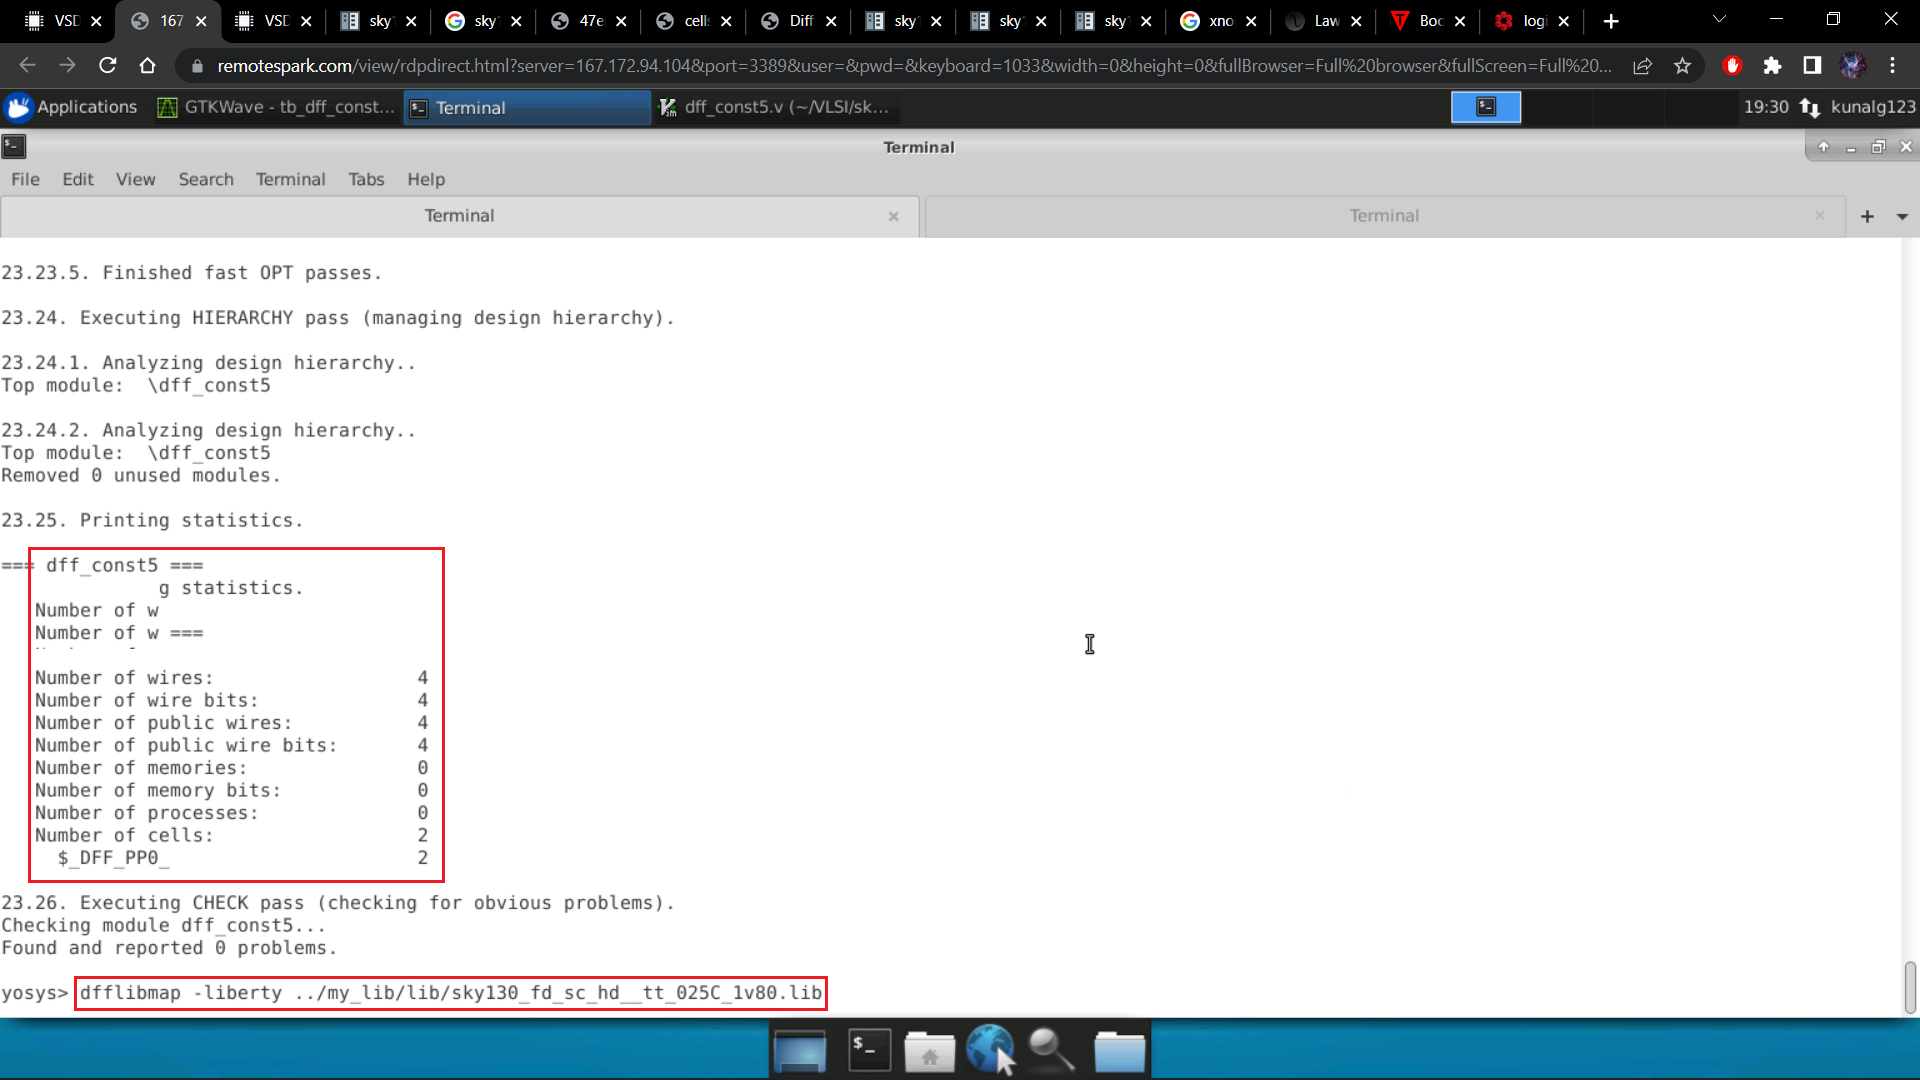 VSD
167
VSD
sky
sky
47e
cell
Diff
sky
sky
sky
xno
Law
Boc
logi
remotespark.com/view/rdpdirect.html?server=167.172.94.104&port=3389&user=&pwd=&keyboard=1033&width=0&height=0&fullBrowser=Full%20browser&fullScreen=Full%20...
Applications
GTKWave - tb_dff_const...
Terminal
dff_const5.v (~/VLSI/sk...
19:30
kunalg123
Terminal
File Edit View Search Terminal Tabs Help
Terminal
Terminal
23.23.5. Finished fast OPT passes.
23.24. Executing HIERARCHY pass (managing design hierarchy).
23.24.1. Analyzing design hierarchy..
Top module:  \dff_const5
23.24.2. Analyzing design hierarchy..
Top module:  \dff_const5
Removed 0 unused modules.
23.25. Printing statistics.
=== dff_const5 ===
g statistics.
Number of w
Number of w ===
Number of wires: 4
Number of wire bits: 4
Number of public wires: 4
Number of public wire bits: 4
Number of memories: 0
Number of memory bits: 0
Number of processes: 0
Number of cells: 2
$_DFF_PP0_ 2
23.26. Executing CHECK pass (checking for obvious problems).
Checking module dff_const5...
Found and reported 0 problems.
yosys> dfflibmap -liberty ../my_lib/lib/sky130_fd_sc_hd__tt_025C_1v80.lib